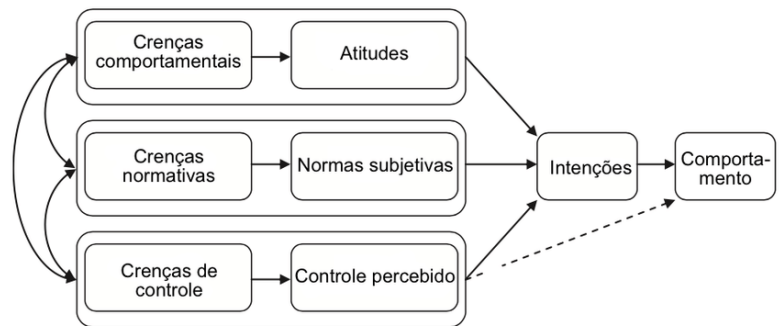 Crenças
comportamentais
Atitudes
Crenças
normativas
Normas subjetivas
Intenções
Comporta-
mento
Crenças de
controle
Controle percebido